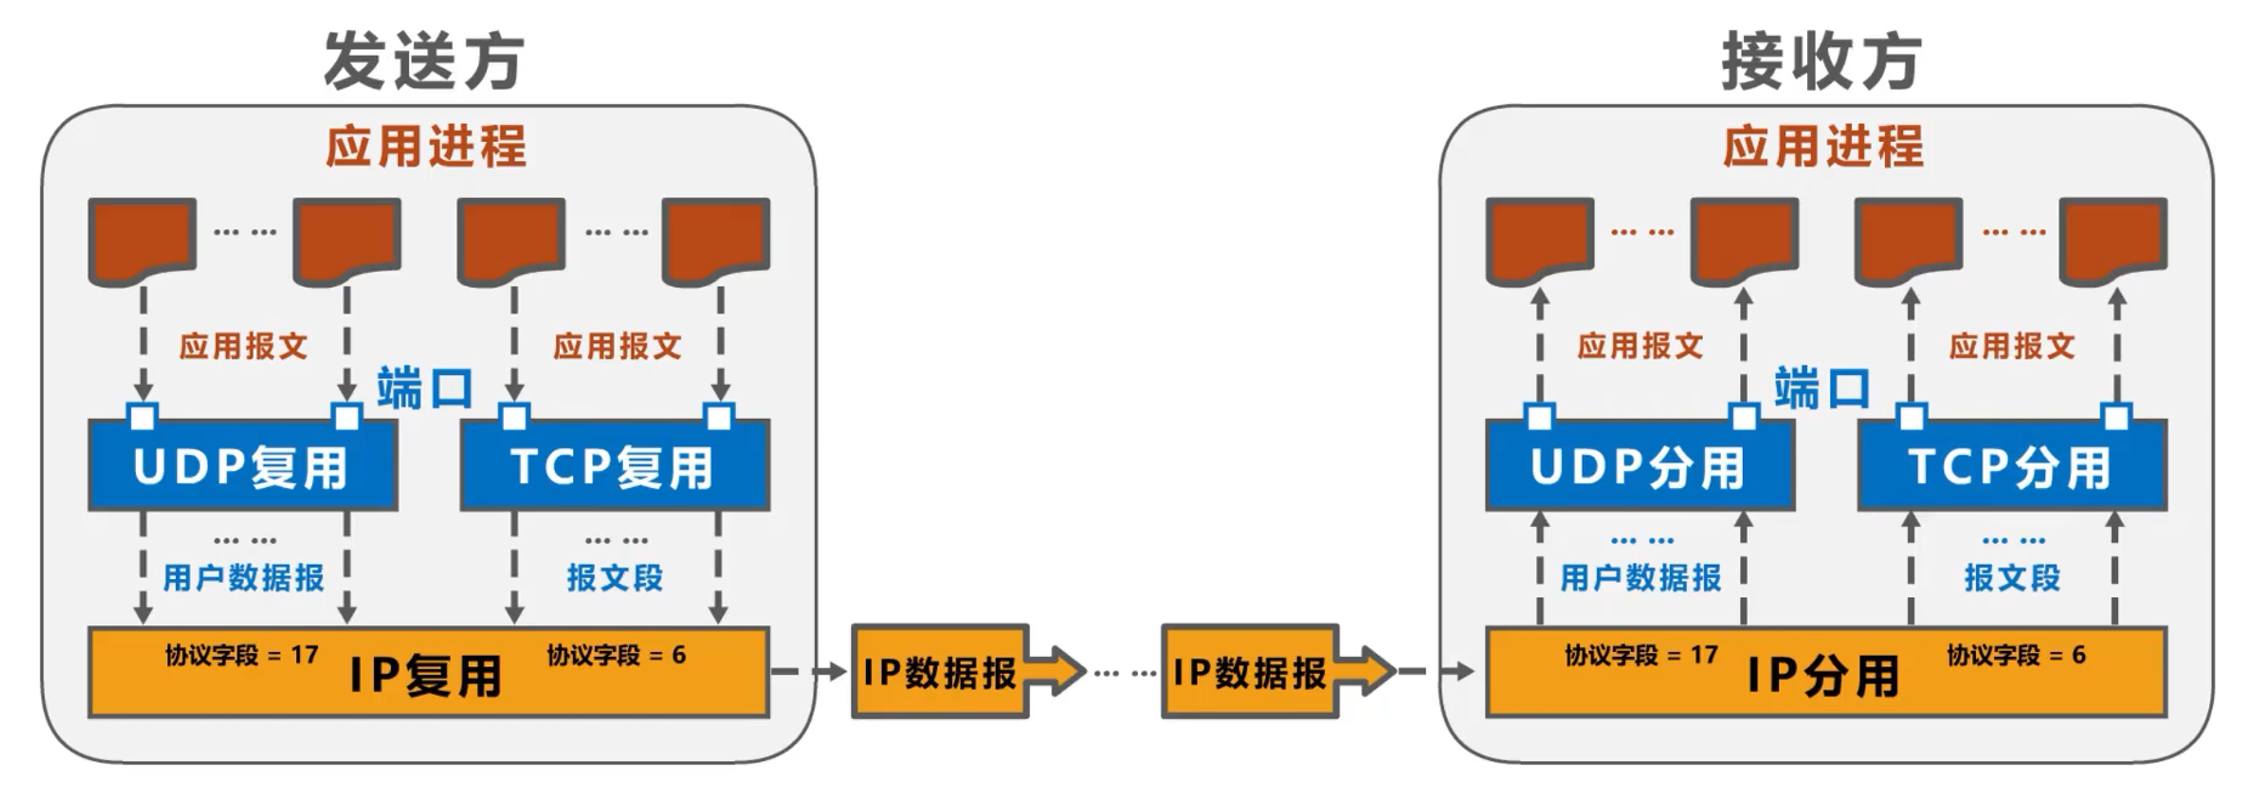 发送方
应用进程
... ... ... ...
应用报文 应用报文
端口
UDP复用 TCP复用
... ... ... ...
用户数据报 报文段
协议字段 = 17 协议字段 = 6
IP复用
IP数据报 ... ... IP数据报
接收方
应用进程
... ... ... ...
应用报文 应用报文
端口
UDP分用 TCP分用
... ... ... ...
用户数据报 报文段
协议字段 = 17 协议字段 = 6
IP分用